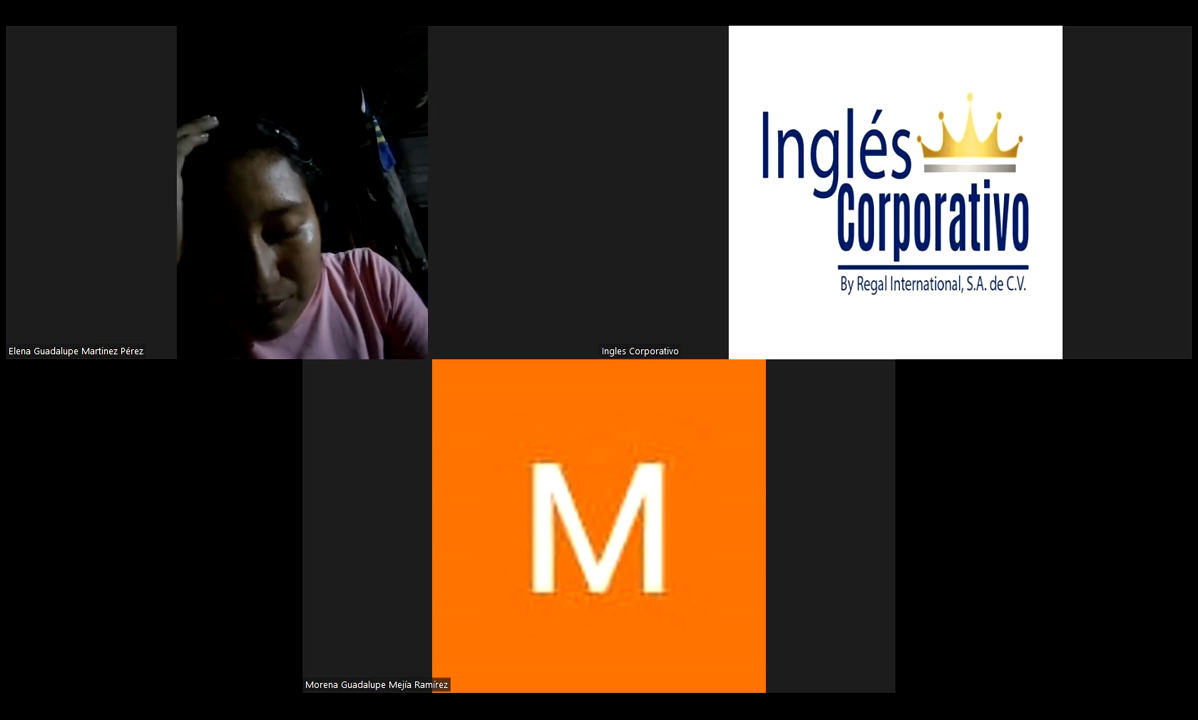 Elena Guadalupe Martinez Pérez
Inglés
Corporativo
By Regal International, S.A. de C.V.
Ingles Corporativo
M
Morena Guadalupe Mejía Ramírez